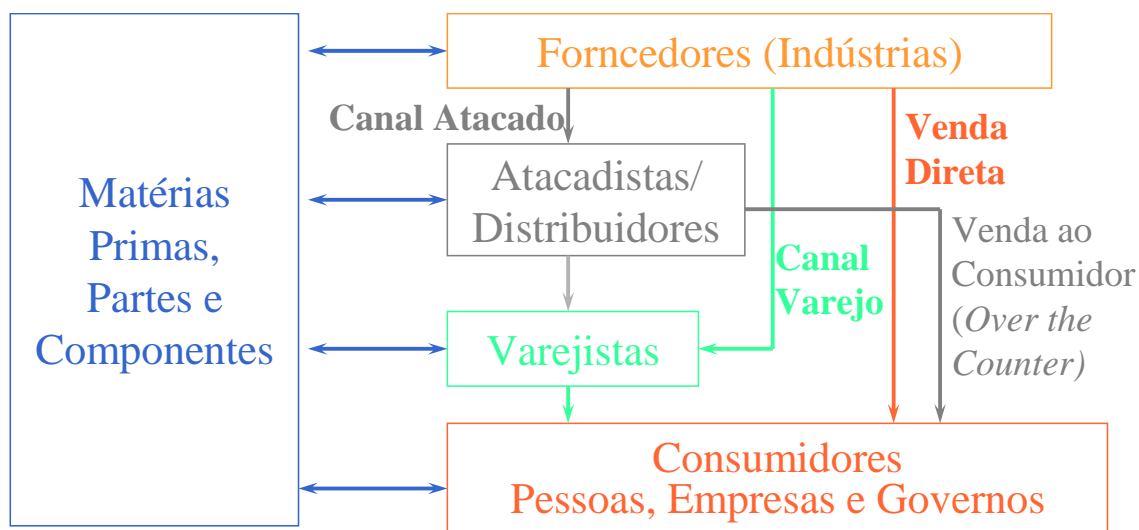 Forncedores (Indústrias)
Canal Atacado
Venda
Direta
Atacadistas/
Distribuidores
Matérias
Primas,
Partes e
Componentes
Venda ao
Consumidor
(Over the
Counter)
Canal
Varejo
Varejistas
Consumidores
Pessoas, Empresas e Governos